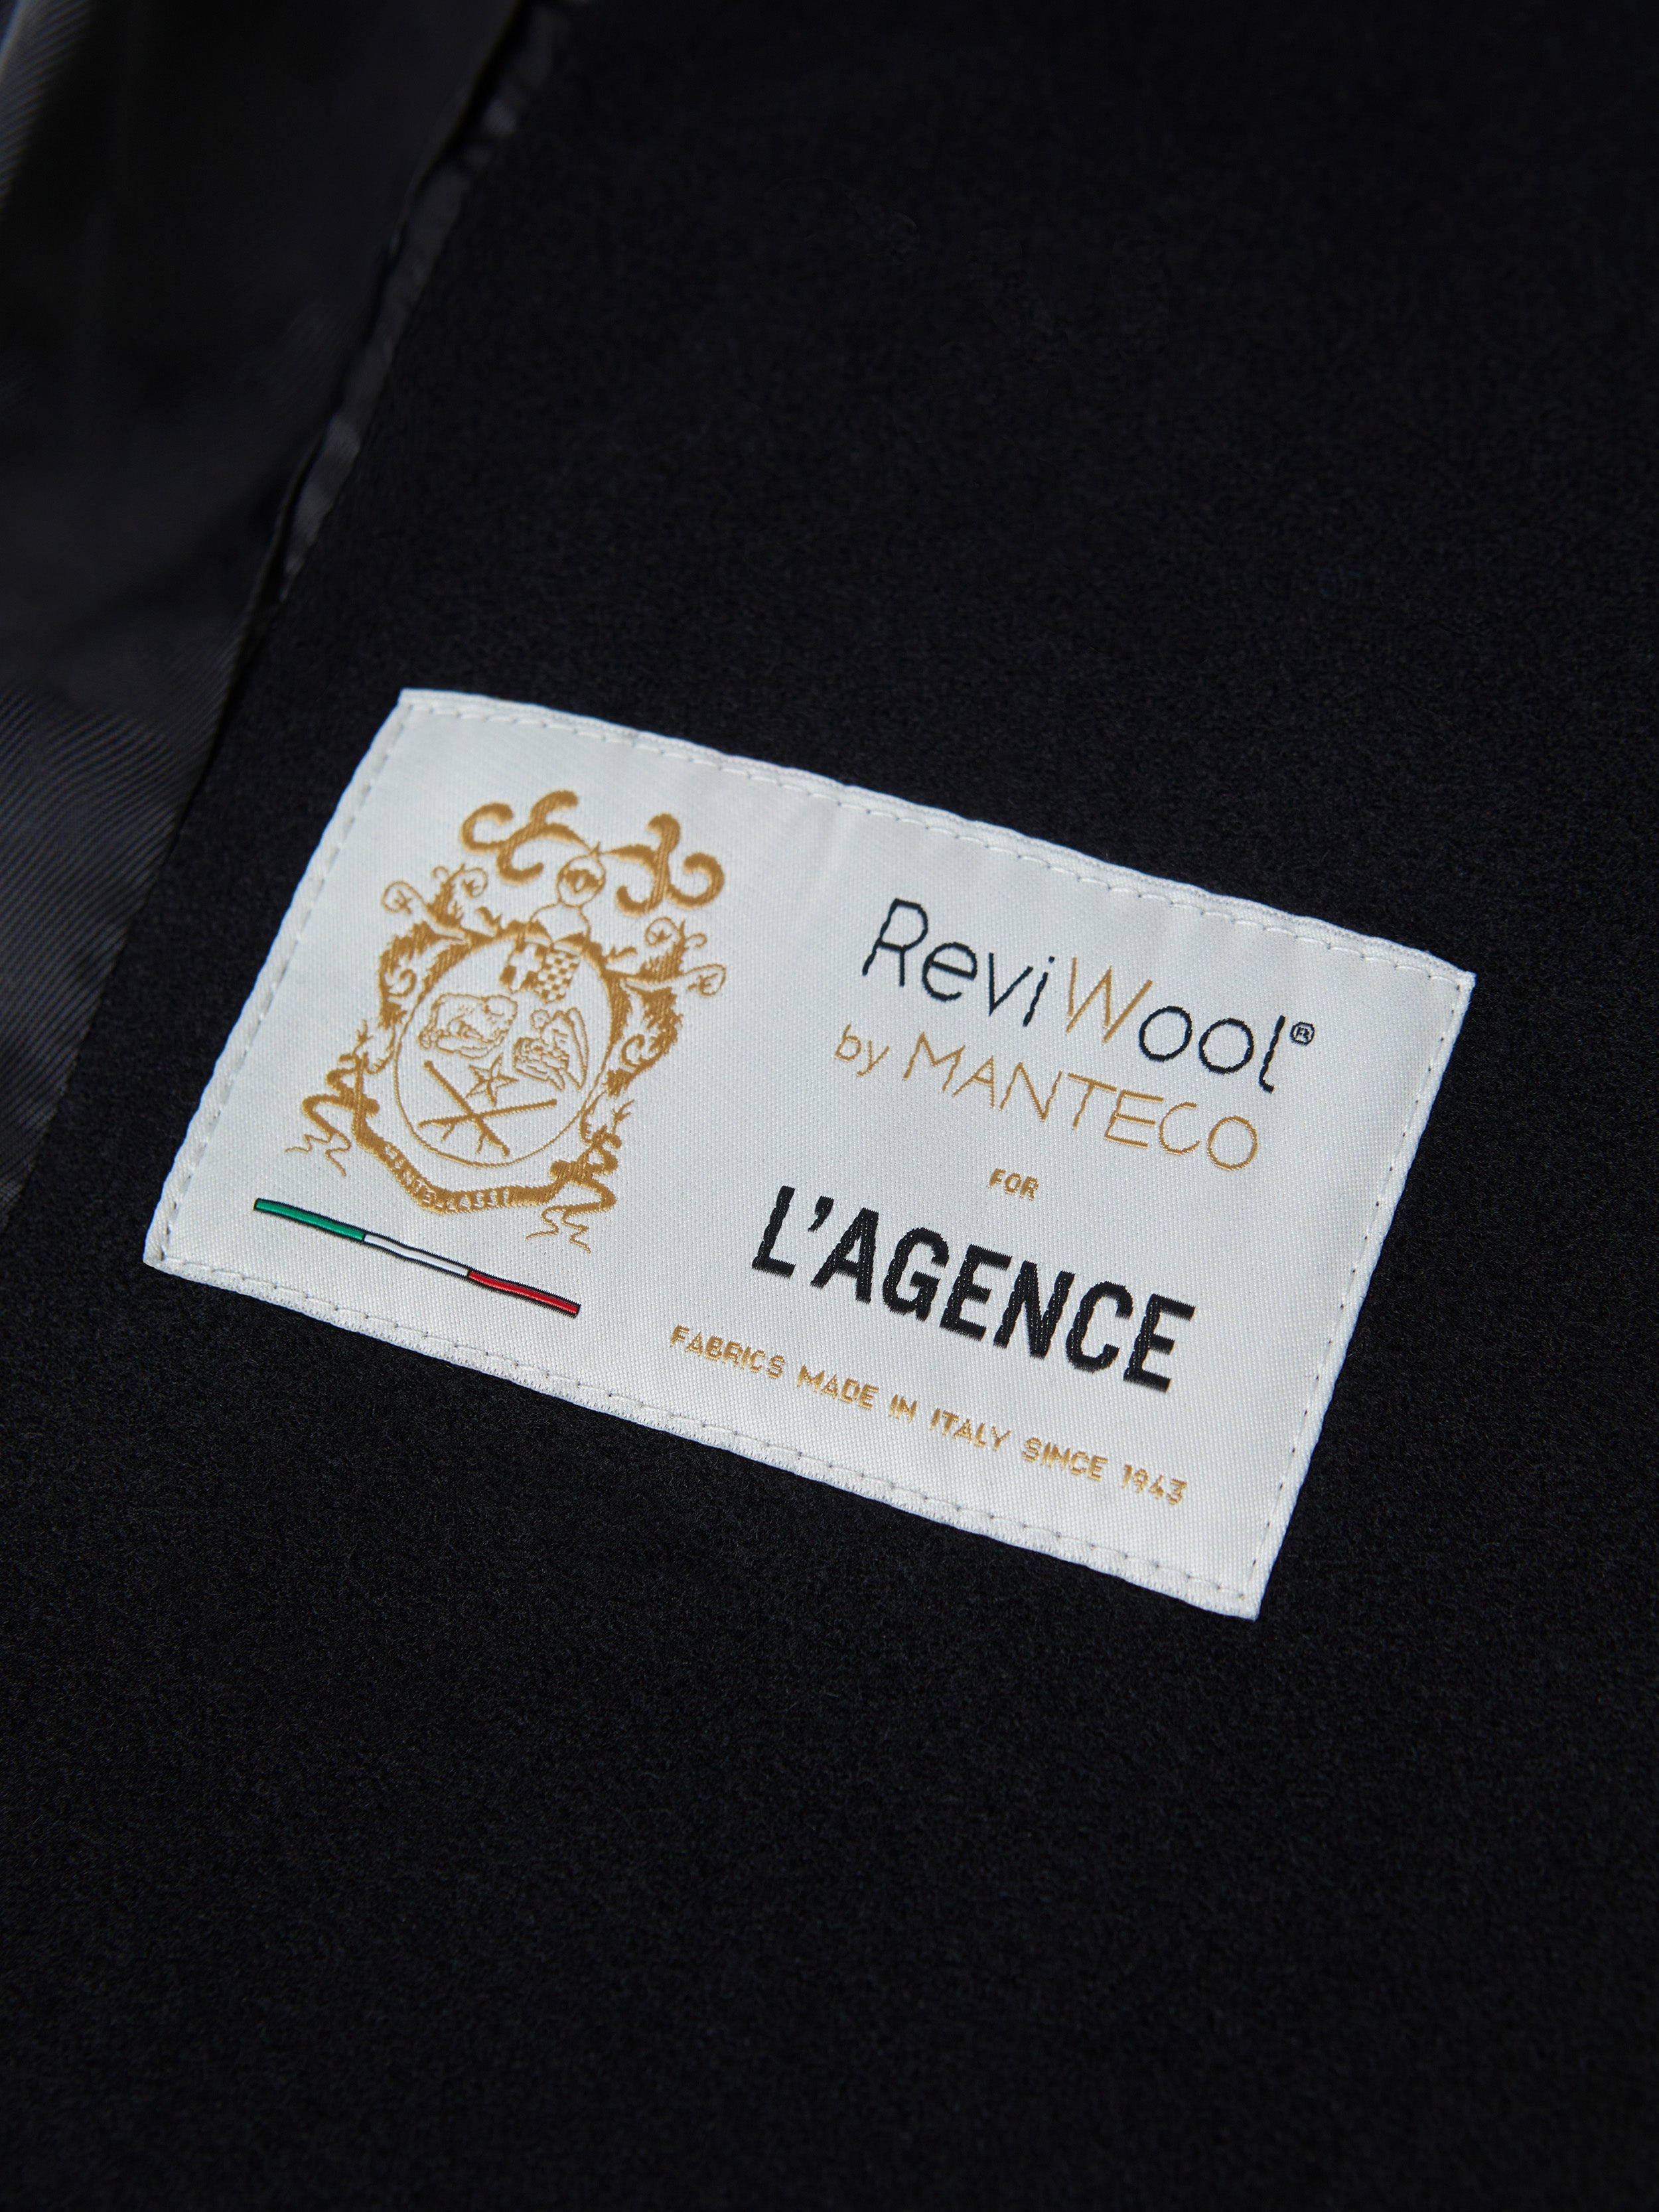 ReviWool®
by MANTECO
FOR
L'AGENCE
FABRICS MADE IN ITALY SINCE 1943